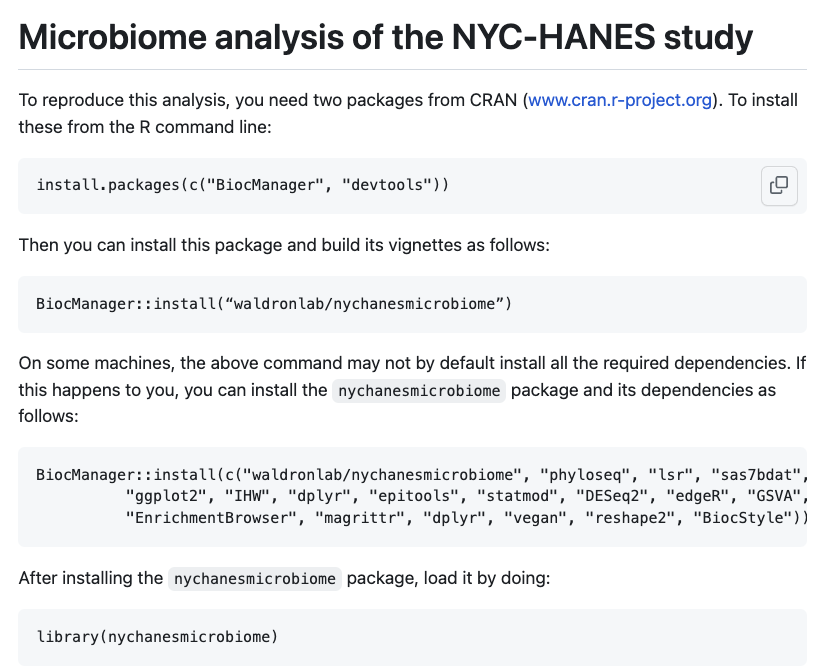 Microbiome analysis of the NYC-HANES study
To reproduce this analysis, you need two packages from CRAN (www.cran.r-project.org). To install
these from the R command line:
install.packages(c("BiocManager", "devtools"))
Then you can install this package and build its vignettes as follows:
BiocManager::install(“waldronlab/nychanesmicrobiome”)
On some machines, the above command may not by default install all the required dependencies. If
this happens to you, you can install the nychanesmicrobiome package and its dependencies as
follows:
BiocManager::install(c("waldronlab/nychanesmicrobiome", "phyloseq", "lsr", "sas7bdat",
"ggplot2", "IHW", "dplyr", "epitools", "statmod", "DESeq2", "edgeR", "GSVA",
"EnrichmentBrowser", "magrittr", "dplyr", "vegan", "reshape2", "BiocStyle"))
After installing the nychanesmicrobiome package, load it by doing:
library(nychanesmicrobiome)